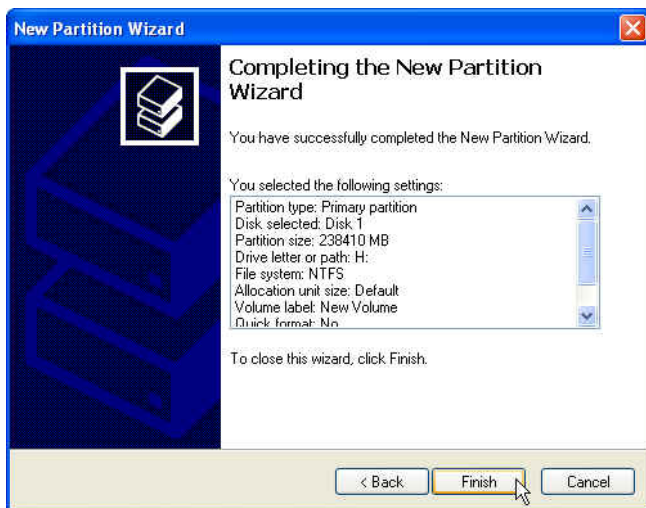 New Partition Wizard
Completing the New Partition
Wizard
You have successfully completed the New Partition Wizard.
You selected the following settings:
Partition type: Primary partition
Disk selected: Disk 1
Partition size: 238410 MB
Drive letter or path: H:
File system: NTFS
Allocation unit size: Default
Volume label: New Volume
Quick format: No
To close this wizard, click Finish.
< Back
Finish
Cancel